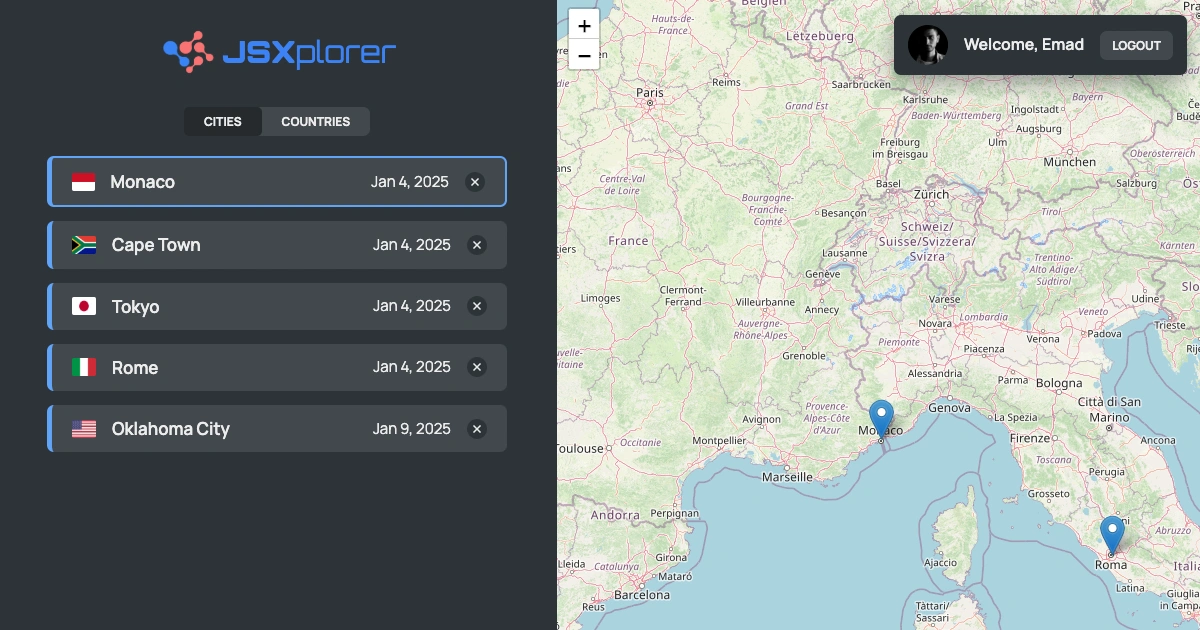 JSXplorer
CITIES
COUNTRIES
Monaco
Jan 4, 2025
Cape Town
Jan 4, 2025
Tokyo
Jan 4, 2025
Rome
Jan 4, 2025
Oklahoma City
Jan 9, 2025
+
−
Welcome, Emad
LOGOUT
Hauts-de-
France
Lëtzebuerg
Paris
Reims
Saarbrücken
Grand Est
Karlsruhe
Baden-Württemberg
Ingolstadt
Bayern
Augsburg
Freiburg
im Breisgau
Ulm
München
Oberösterreich
Salzburg
Centre-Val
de Loire
Bourgogne-
Franche-
Comté
Basel
Zürich
Besançon
Tirol
Schweiz/
Suisse/Svizzera/
Svizra
Kärnten
France
Lausanne
Genève
Trentino-
Alto Adige/
Südtirol
Limoges
Clermont-
Ferrand
Villeurbanne
Annecy
Varese
Lombardia
Veneto
Udine
Trieste
Auvergne-
Rhône-Alpes
Novara
Verona
Padova
Grenoble
Piemonte
Piacenza
Alessandria
Parma
Bologna
Provence-
Alpes-Côte
d'Azur
Genova
La Spezia
Città di San
Marino
Avignon
Monaco
Firenze
Ancona
Toulouse
Occitanie
Montpellier
Marseille
Toscana
Perugia
Grosseto
Andorra
Perpignan
Abruzzo
Lleida
Catalunya
Girona
Mataró
Barcelona
Reus
Ajaccio
Roma
Latina
Tàttari/
Sassari